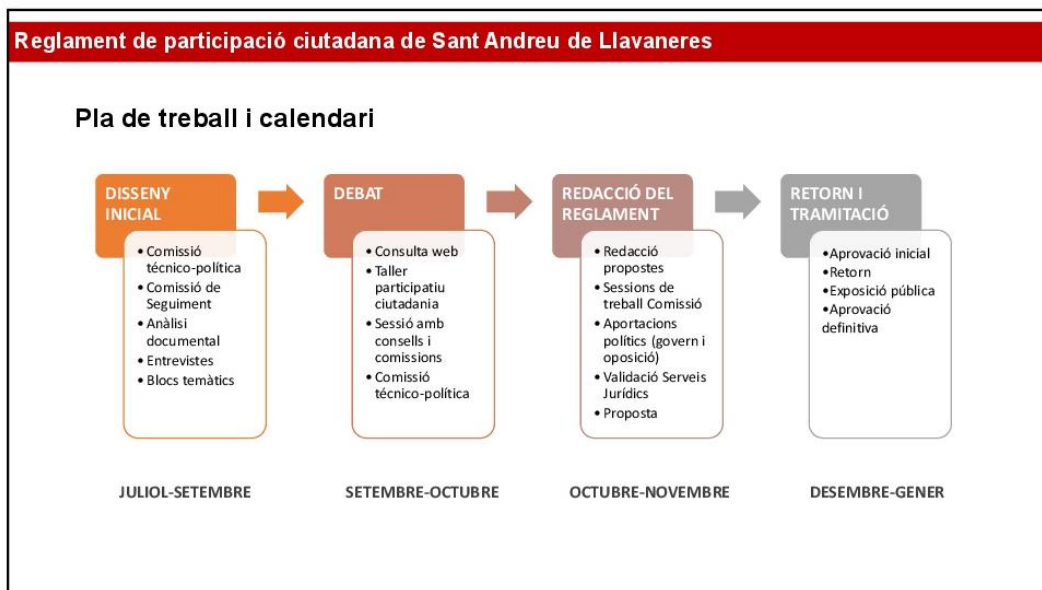 Reglament de participació ciutadana de Sant Andreu de Llavaneres
Pla de treball i calendari
DISSENY
INICIAL
• Comissió
técnico-política
• Comissió de
Seguiment
• Anàlisi
documental
• Entrevistes
• Blocs temàtics
JULIOL-SETEMBRE
DEBAT
• Consulta web
• Taller
participatiu
ciutadania
• Sessió amb
consells i
comissions
• Comissió
técnico-política
SETEMBRE-OCTUBRE
REDACCIÓ DEL
REGLAMENT
• Redacció
propostes
• Sessions de
treball Comissió
• Aportacions
polítics (govern i
oposició)
• Validació Serveis
Jurídics
• Proposta
OCTUBRE-NOVEMBRE
RETORN I
TRAMITACIÓ
•Aprovació inicial
•Retorn
•Exposició pública
•Aprovació
definitiva
DESEMBRE-GENER